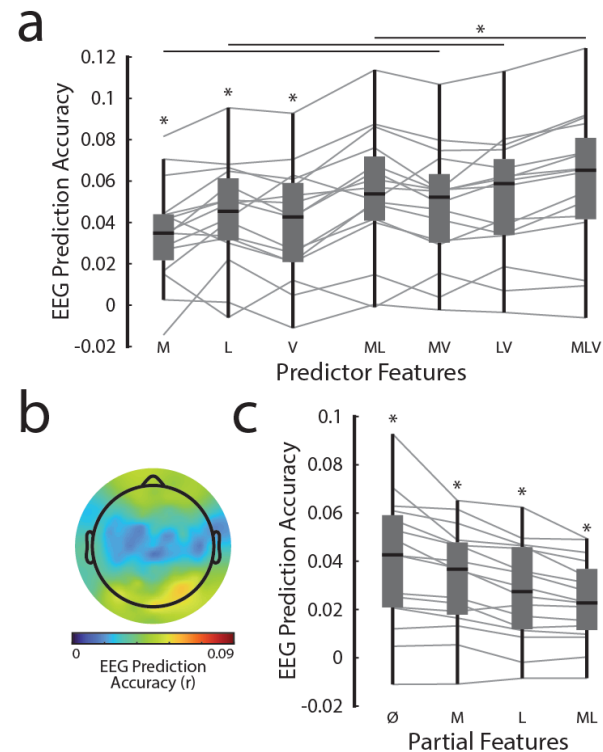 a
*
0.12
0.1
0.08
0.06
0.04
0.02
0
-0.02
EEG Prediction Accuracy
* * *
M L V ML MV LV MLV
Predictor Features
b
0 0.09
EEG Prediction
Accuracy (r)
c
0.1
0.08
0.06
0.04
0.02
0
-0.02
EEG Prediction Accuracy
* * * *
Ø M L ML
Partial Features